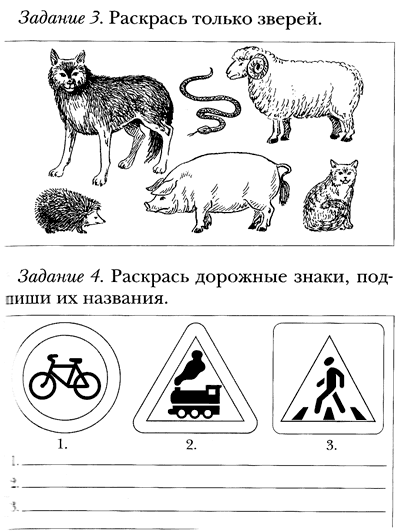 Задание 3. Раскрась только зверей.
Задание 4. Раскрась дорожные знаки, под-
пиши их названия.
1. 2. 3.
1.
2.
3.